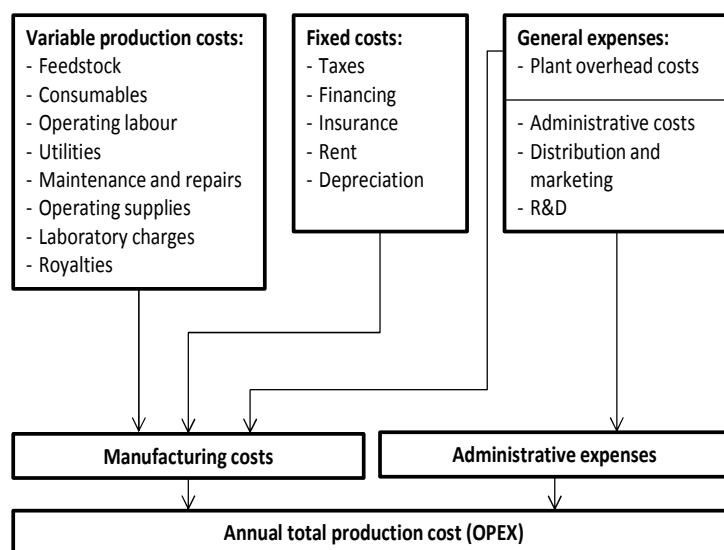 Variable production costs:
- Feedstock
- Consumables
- Operating labour
- Utilities
- Maintenance and repairs
- Operating supplies
- Laboratory charges
- Royalties
Fixed costs:
- Taxes
- Financing
- Insurance
- Rent
- Depreciation
General expenses:
- Plant overhead costs
- Administrative costs
- Distribution and
marketing
- R&D
Manufacturing costs
Administrative expenses
Annual total production cost (OPEX)